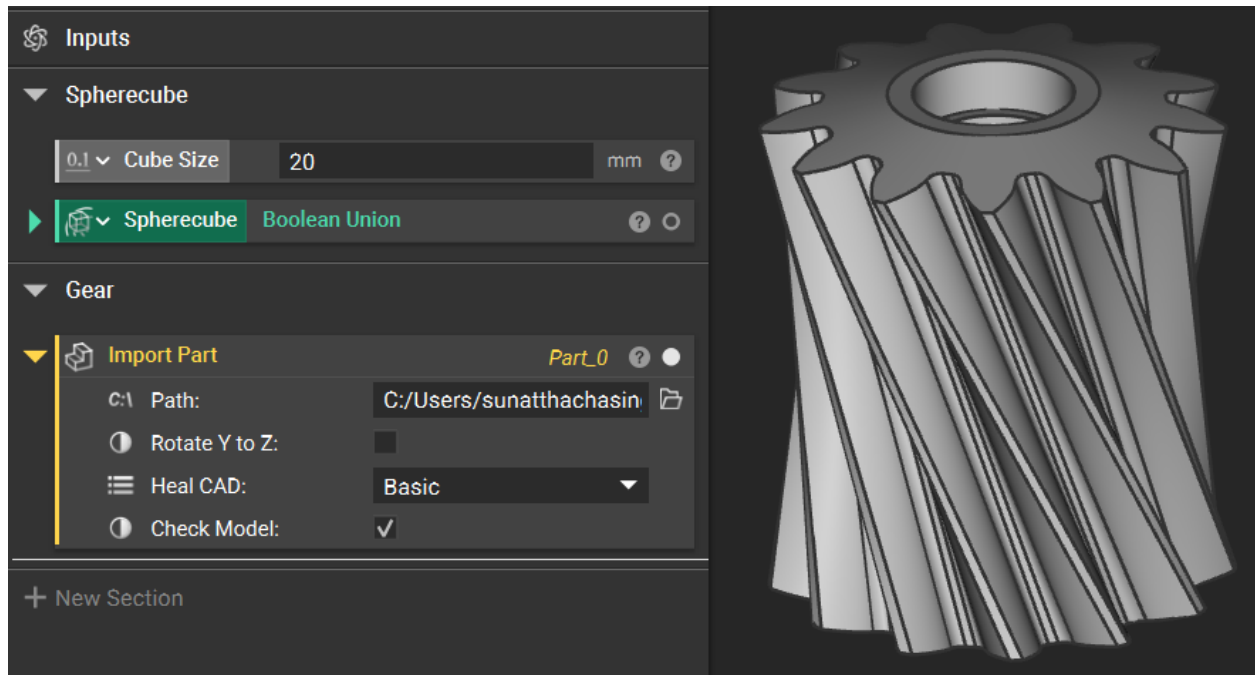 Inputs
Spherecube
0.1 Cube Size 20 mm ?
Spherecube Boolean Union ?
Gear
Import Part Part_0 ?
C:\ Path: C:/Users/sunatthachasin
Rotate Y to Z:
Heal CAD: Basic
Check Model:
+ New Section